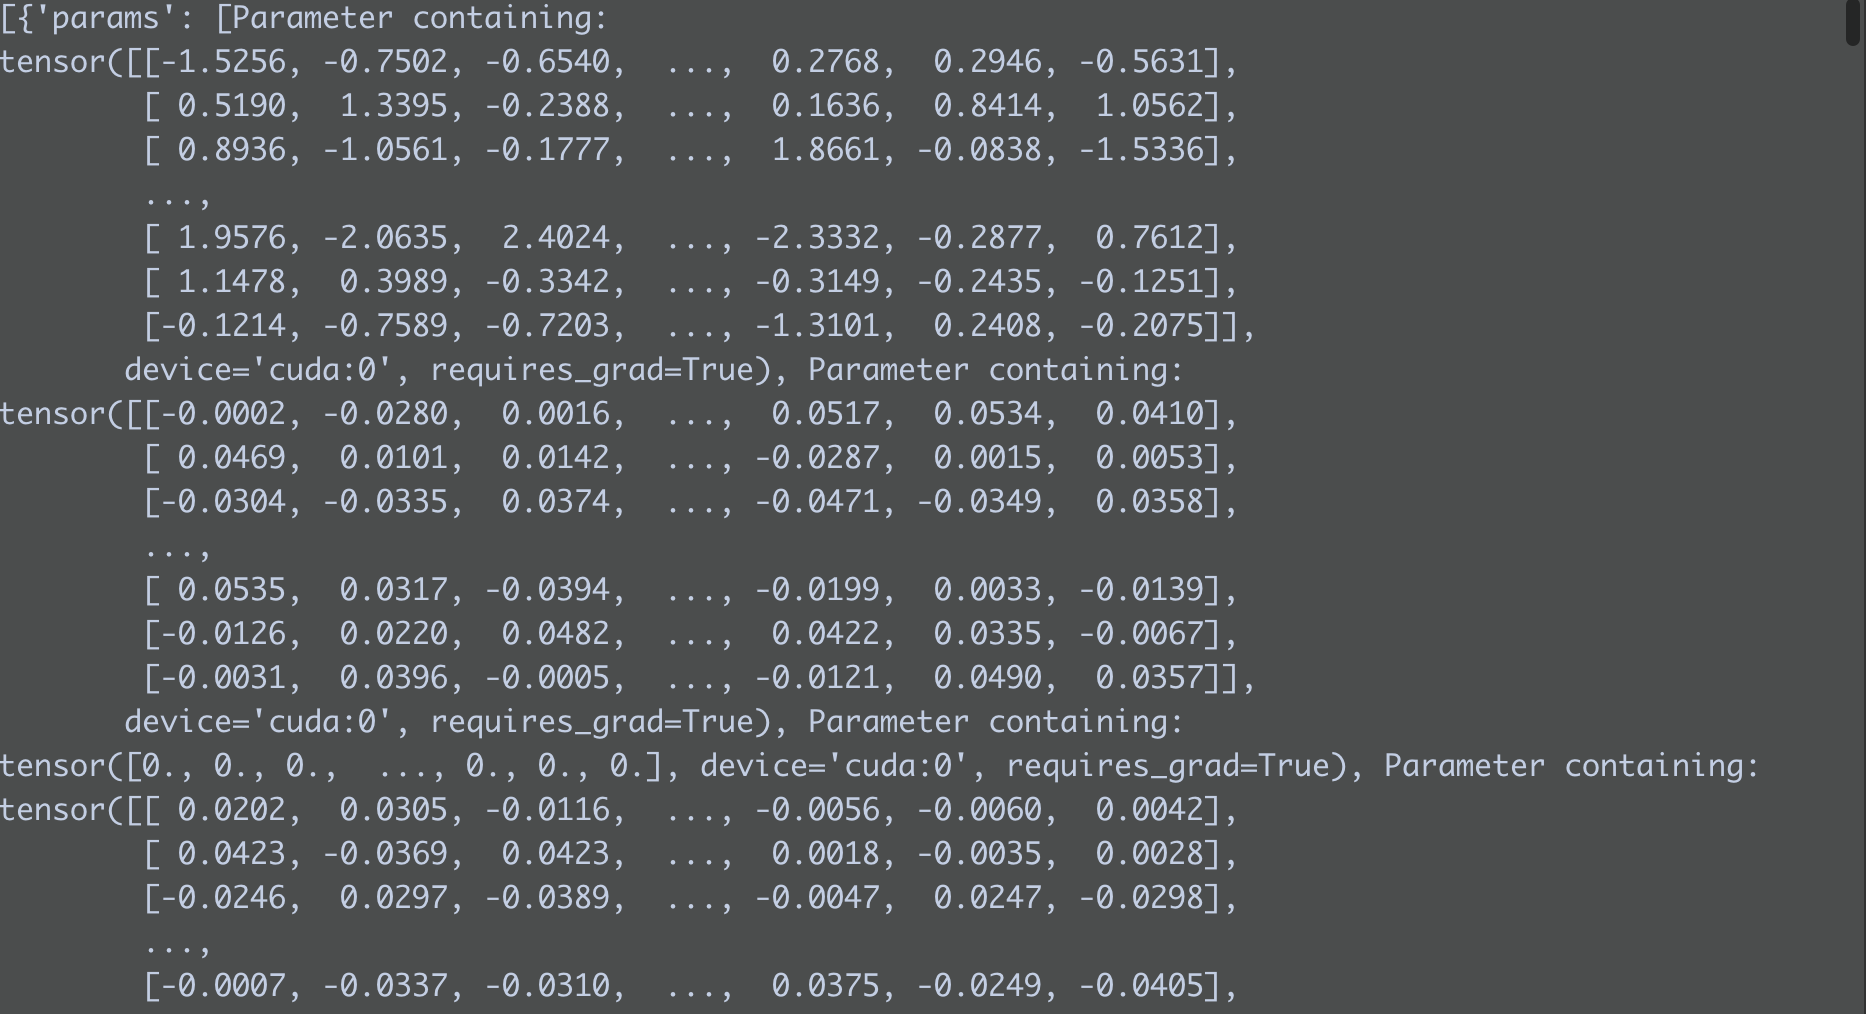 [{'params': [Parameter containing:
tensor([[-1.5256, -0.7502, -0.6540,  ...,  0.2768,  0.2946, -0.5631],
        [ 0.5190,  1.3395, -0.2388,  ...,  0.1636,  0.8414,  1.0562],
        [ 0.8936, -1.0561, -0.1777,  ...,  1.8661, -0.0838, -1.5336],
        ...,
        [ 1.9576, -2.0635,  2.4024,  ..., -2.3332, -0.2877,  0.7612],
        [ 1.1478,  0.3989, -0.3342,  ..., -0.3149, -0.2435, -0.1251],
        [-0.1214, -0.7589, -0.7203,  ..., -1.3101,  0.2408, -0.2075]],
       device='cuda:0', requires_grad=True), Parameter containing:
tensor([[-0.0002, -0.0280,  0.0016,  ...,  0.0517,  0.0534,  0.0410],
        [ 0.0469,  0.0101,  0.0142,  ..., -0.0287,  0.0015,  0.0053],
        [-0.0304, -0.0335,  0.0374,  ..., -0.0471, -0.0349,  0.0358],
        ...,
        [ 0.0535,  0.0317, -0.0394,  ..., -0.0199,  0.0033, -0.0139],
        [-0.0126,  0.0220,  0.0482,  ...,  0.0422,  0.0335, -0.0067],
        [-0.0031,  0.0396, -0.0005,  ..., -0.0121,  0.0490,  0.0357]],
       device='cuda:0', requires_grad=True), Parameter containing:
tensor([0., 0., 0.,  ..., 0., 0., 0.], device='cuda:0', requires_grad=True), Parameter containing:
tensor([[ 0.0202,  0.0305, -0.0116,  ..., -0.0056, -0.0060,  0.0042],
        [ 0.0423, -0.0369,  0.0423,  ...,  0.0018, -0.0035,  0.0028],
        [-0.0246,  0.0297, -0.0389,  ..., -0.0047,  0.0247, -0.0298],
        ...,
        [-0.0007, -0.0337, -0.0310,  ...,  0.0375, -0.0249, -0.0405],